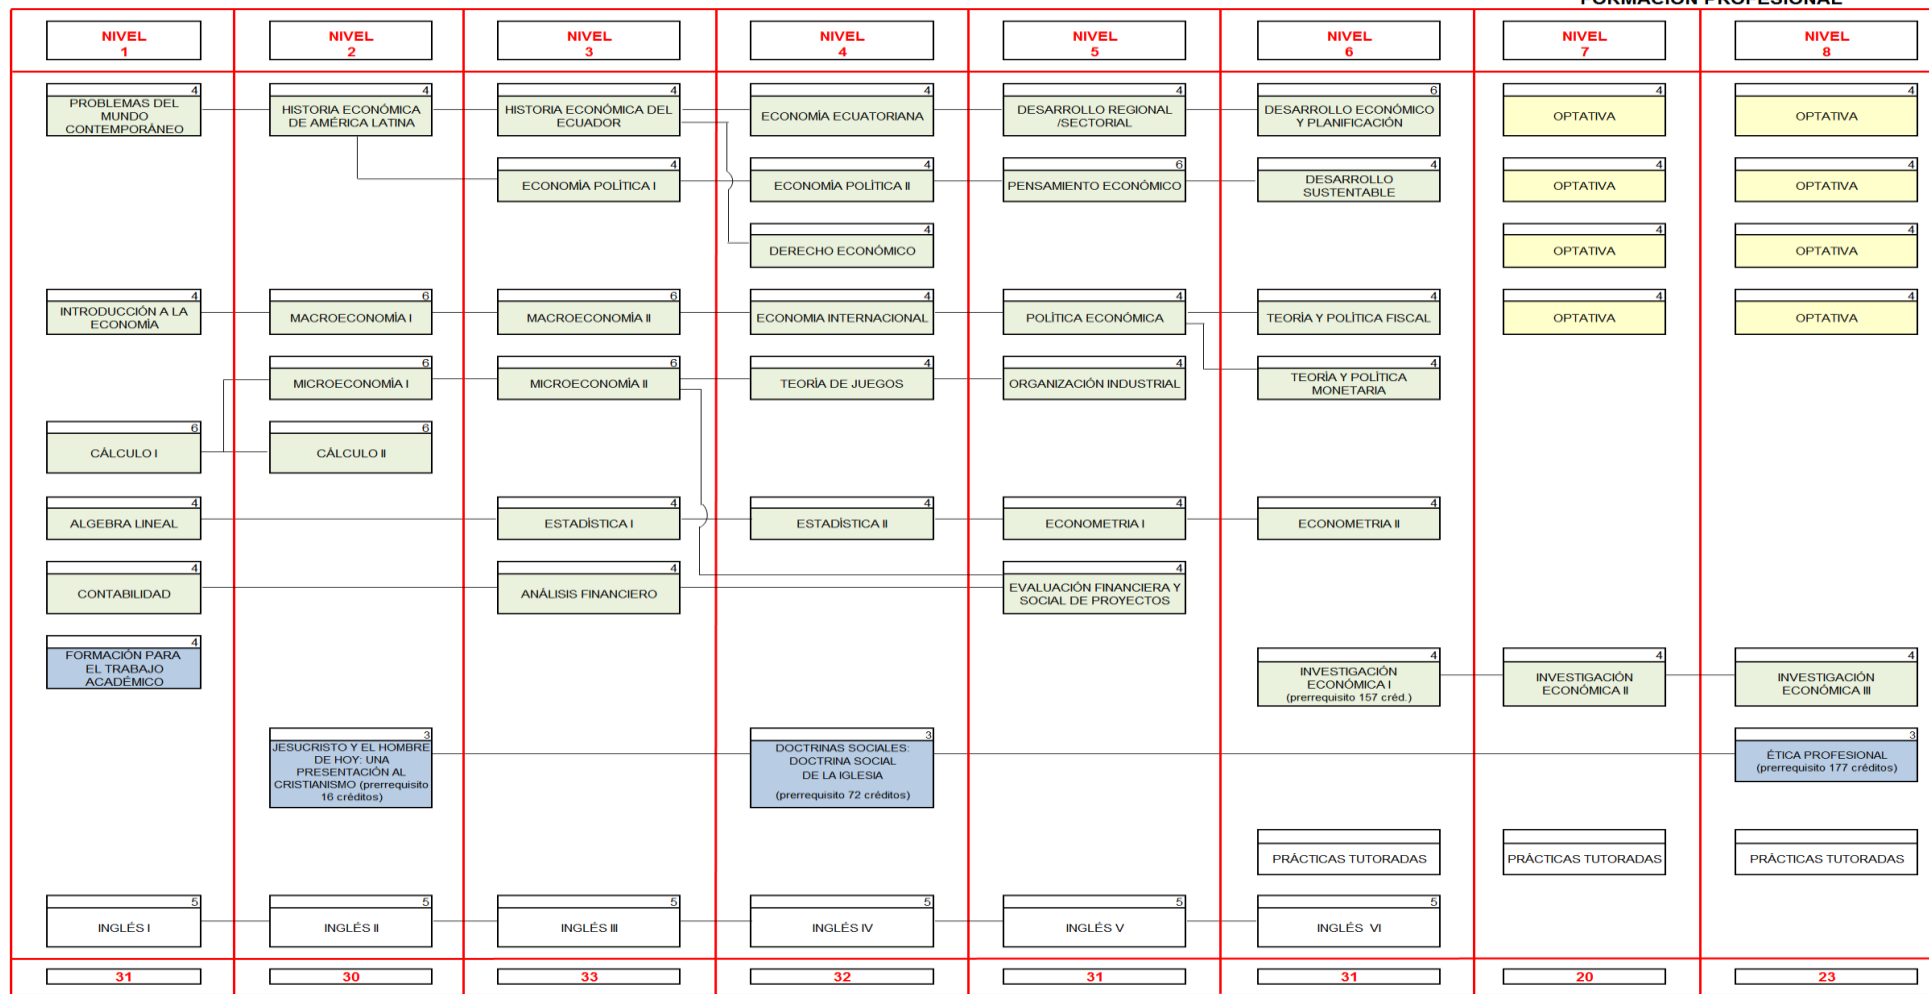 FORMACIÓN PROFESIONAL
NIVEL
1
NIVEL
2
NIVEL
3
NIVEL
4
NIVEL
5
NIVEL
6
NIVEL
7
NIVEL
8
4
PROBLEMAS DEL
MUNDO
CONTEMPORÁNEO
4
HISTORIA ECONÓMICA
DE AMÉRICA LATINA
4
HISTORIA ECONÓMICA DEL
ECUADOR
4
ECONOMÍA ECUATORIANA
4
DESARROLLO REGIONAL
/SECTORIAL
6
DESARROLLO ECONÓMICO
Y PLANIFICACIÓN
4
OPTATIVA
4
OPTATIVA
4
ECONOMÍA POLÍTICA I
4
ECONOMÍA POLÍTICA II
6
PENSAMIENTO ECONÓMICO
4
DESARROLLO
SUSTENTABLE
4
OPTATIVA
4
OPTATIVA
4
DERECHO ECONÓMICO
4
OPTATIVA
4
OPTATIVA
4
INTRODUCCIÓN A LA
ECONOMÍA
6
MACROECONOMÍA I
6
MACROECONOMÍA II
4
ECONOMIA INTERNACIONAL
4
POLÍTICA ECONÓMICA
4
TEORÍA Y POLÍTICA FISCAL
4
OPTATIVA
4
OPTATIVA
6
MICROECONOMÍA I
6
MICROECONOMÍA II
4
TEORÍA DE JUEGOS
4
ORGANIZACIÓN INDUSTRIAL
4
TEORÍA Y POLÍTICA
MONETARIA
6
CÁLCULO I
6
CÁLCULO II
4
ALGEBRA LINEAL
4
ESTADÍSTICA I
4
ESTADÍSTICA II
4
ECONOMETRIA I
4
ECONOMETRIA II
4
CONTABILIDAD
4
ANÁLISIS FINANCIERO
4
EVALUACIÓN FINANCIERA Y
SOCIAL DE PROYECTOS
4
FORMACIÓN PARA
EL TRABAJO
ACADÉMICO
4
INVESTIGACIÓN
ECONÓMICA I
(prerrequisito 157 créd.)
4
INVESTIGACIÓN
ECONÓMICA II
4
INVESTIGACIÓN
ECONÓMICA III
3
JESUCRISTO Y EL HOMBRE
DE HOY: UNA
PRESENTACIÓN AL
CRISTIANISMO (prerrequisito
16 créditos)
3
DOCTRINAS SOCIALES:
DOCTRINA SOCIAL
DE LA IGLESIA
(prerrequisito 72 créditos)
3
ÉTICA PROFESIONAL
(prerrequisito 177 créditos)
PRÁCTICAS TUTORADAS
PRÁCTICAS TUTORADAS
PRÁCTICAS TUTORADAS
5
INGLÉS I
5
INGLÉS II
5
INGLÉS III
5
INGLÉS IV
5
INGLÉS V
5
INGLÉS VI
31
30
33
32
31
31
20
23